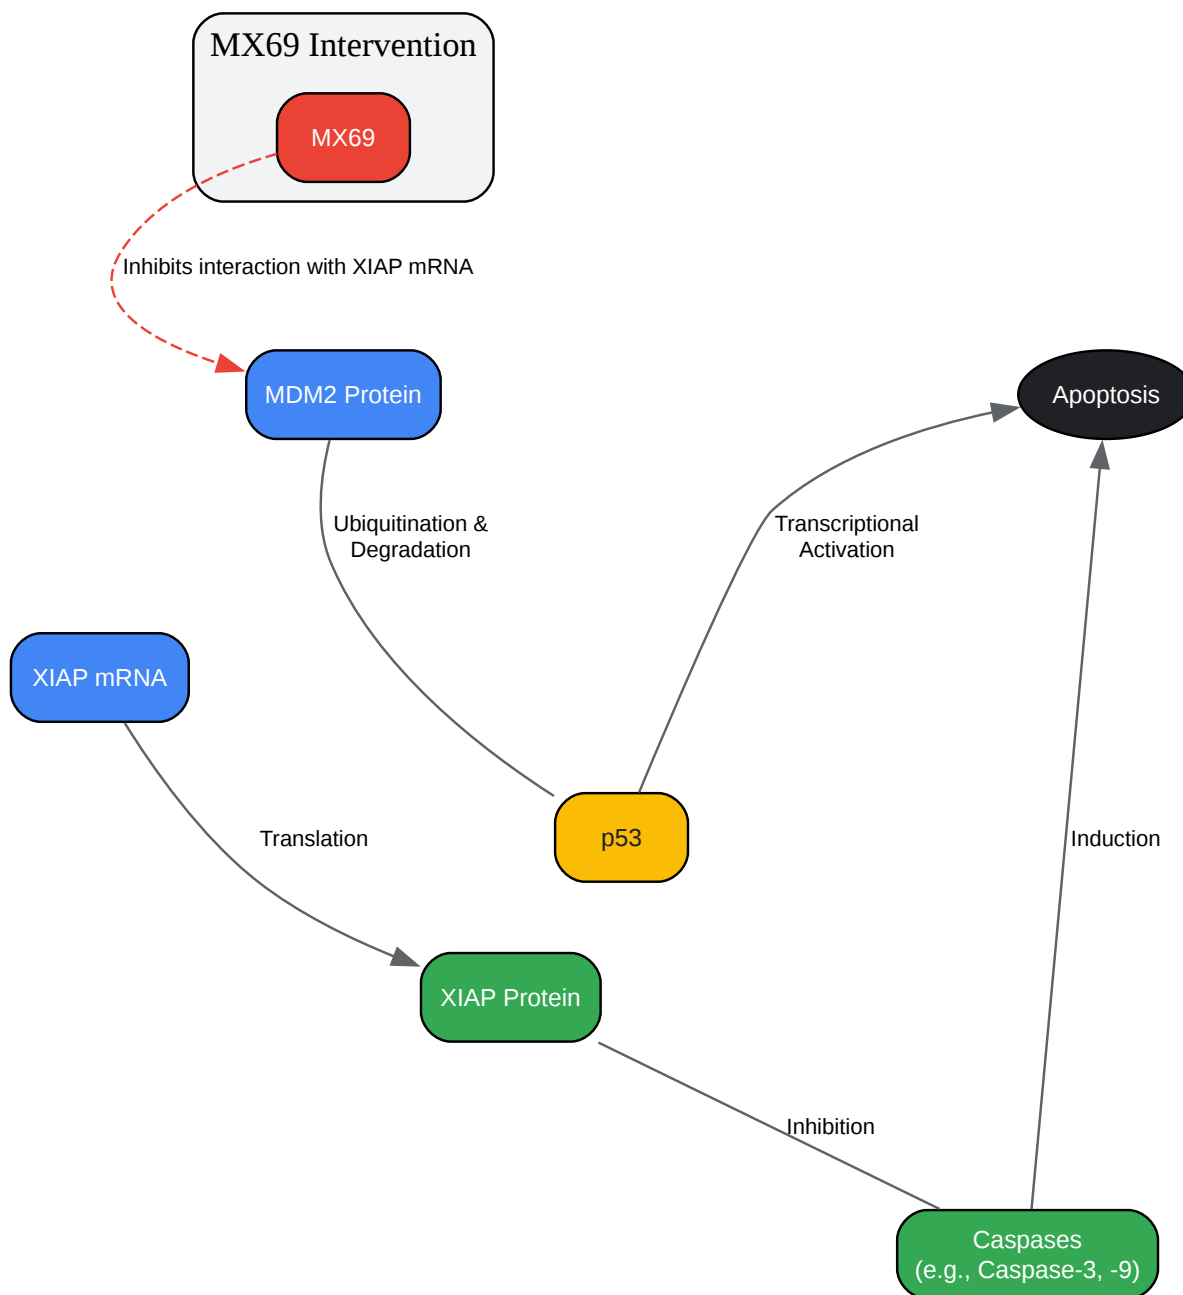 MX69 Intervention
MX69
Inhibits interaction with XIAP mRNA
MDM2 Protein
Apoptosis
Ubiquitination &
Degradation
Transcriptional
Activation
XIAP mRNA
Translation
p53
Induction
XIAP Protein
Inhibition
Caspases
(e.g., Caspase-3, -9)